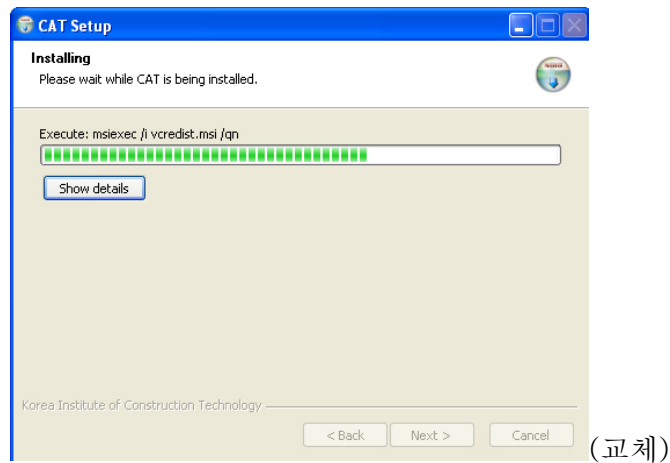 CAT Setup
Installing
Please wait while CAT is being installed.
Execute: msiexec /i vcredist.msi /qn
Show details
Korea Institute of Construction Technology
< Back Next > Cancel
(교체)